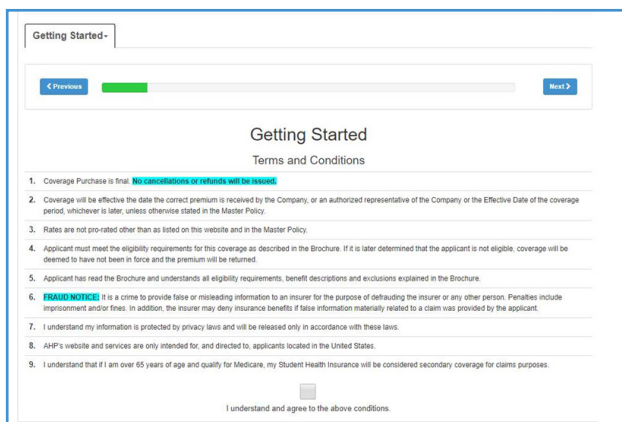 Getting Started
Previous
Next
Getting Started
Terms and Conditions
1. Coverage Purchase is final. No cancellations or refunds will be issued.
2. Coverage will be effective the date the correct premium is received by the Company, or an authorized representative of the Company or the Effective Date of the coverage
period, whichever is later, unless otherwise stated in the Master Policy.
3. Rates are not pro-rated other than as listed on this website and in the Master Policy.
4. Applicant must meet the eligibility requirements for this coverage as described in the Brochure. If it is later determined that the applicant is not eligible, coverage will be
deemed to have not been in force and the premium will be returned.
5. Applicant has read the Brochure and understands all eligibility requirements, benefit descriptions and exclusions explained in the Brochure.
6. FRAUD NOTICE: It is a crime to provide false or misleading information to an insurer for the purpose of defrauding the insurer or any other person. Penalties include
imprisonment and/or fines. In addition, the insurer may deny insurance benefits if false information materially related to a claim was provided by the applicant.
7. I understand my information is protected by privacy laws and will be released only in accordance with these laws.
8. AHP's website and services are only intended for, and directed to, applicants located in the United States.
9. I understand that if I am over 65 years of age and qualify for Medicare, my Student Health Insurance will be considered secondary coverage for claims purposes.
I understand and agree to the above conditions.